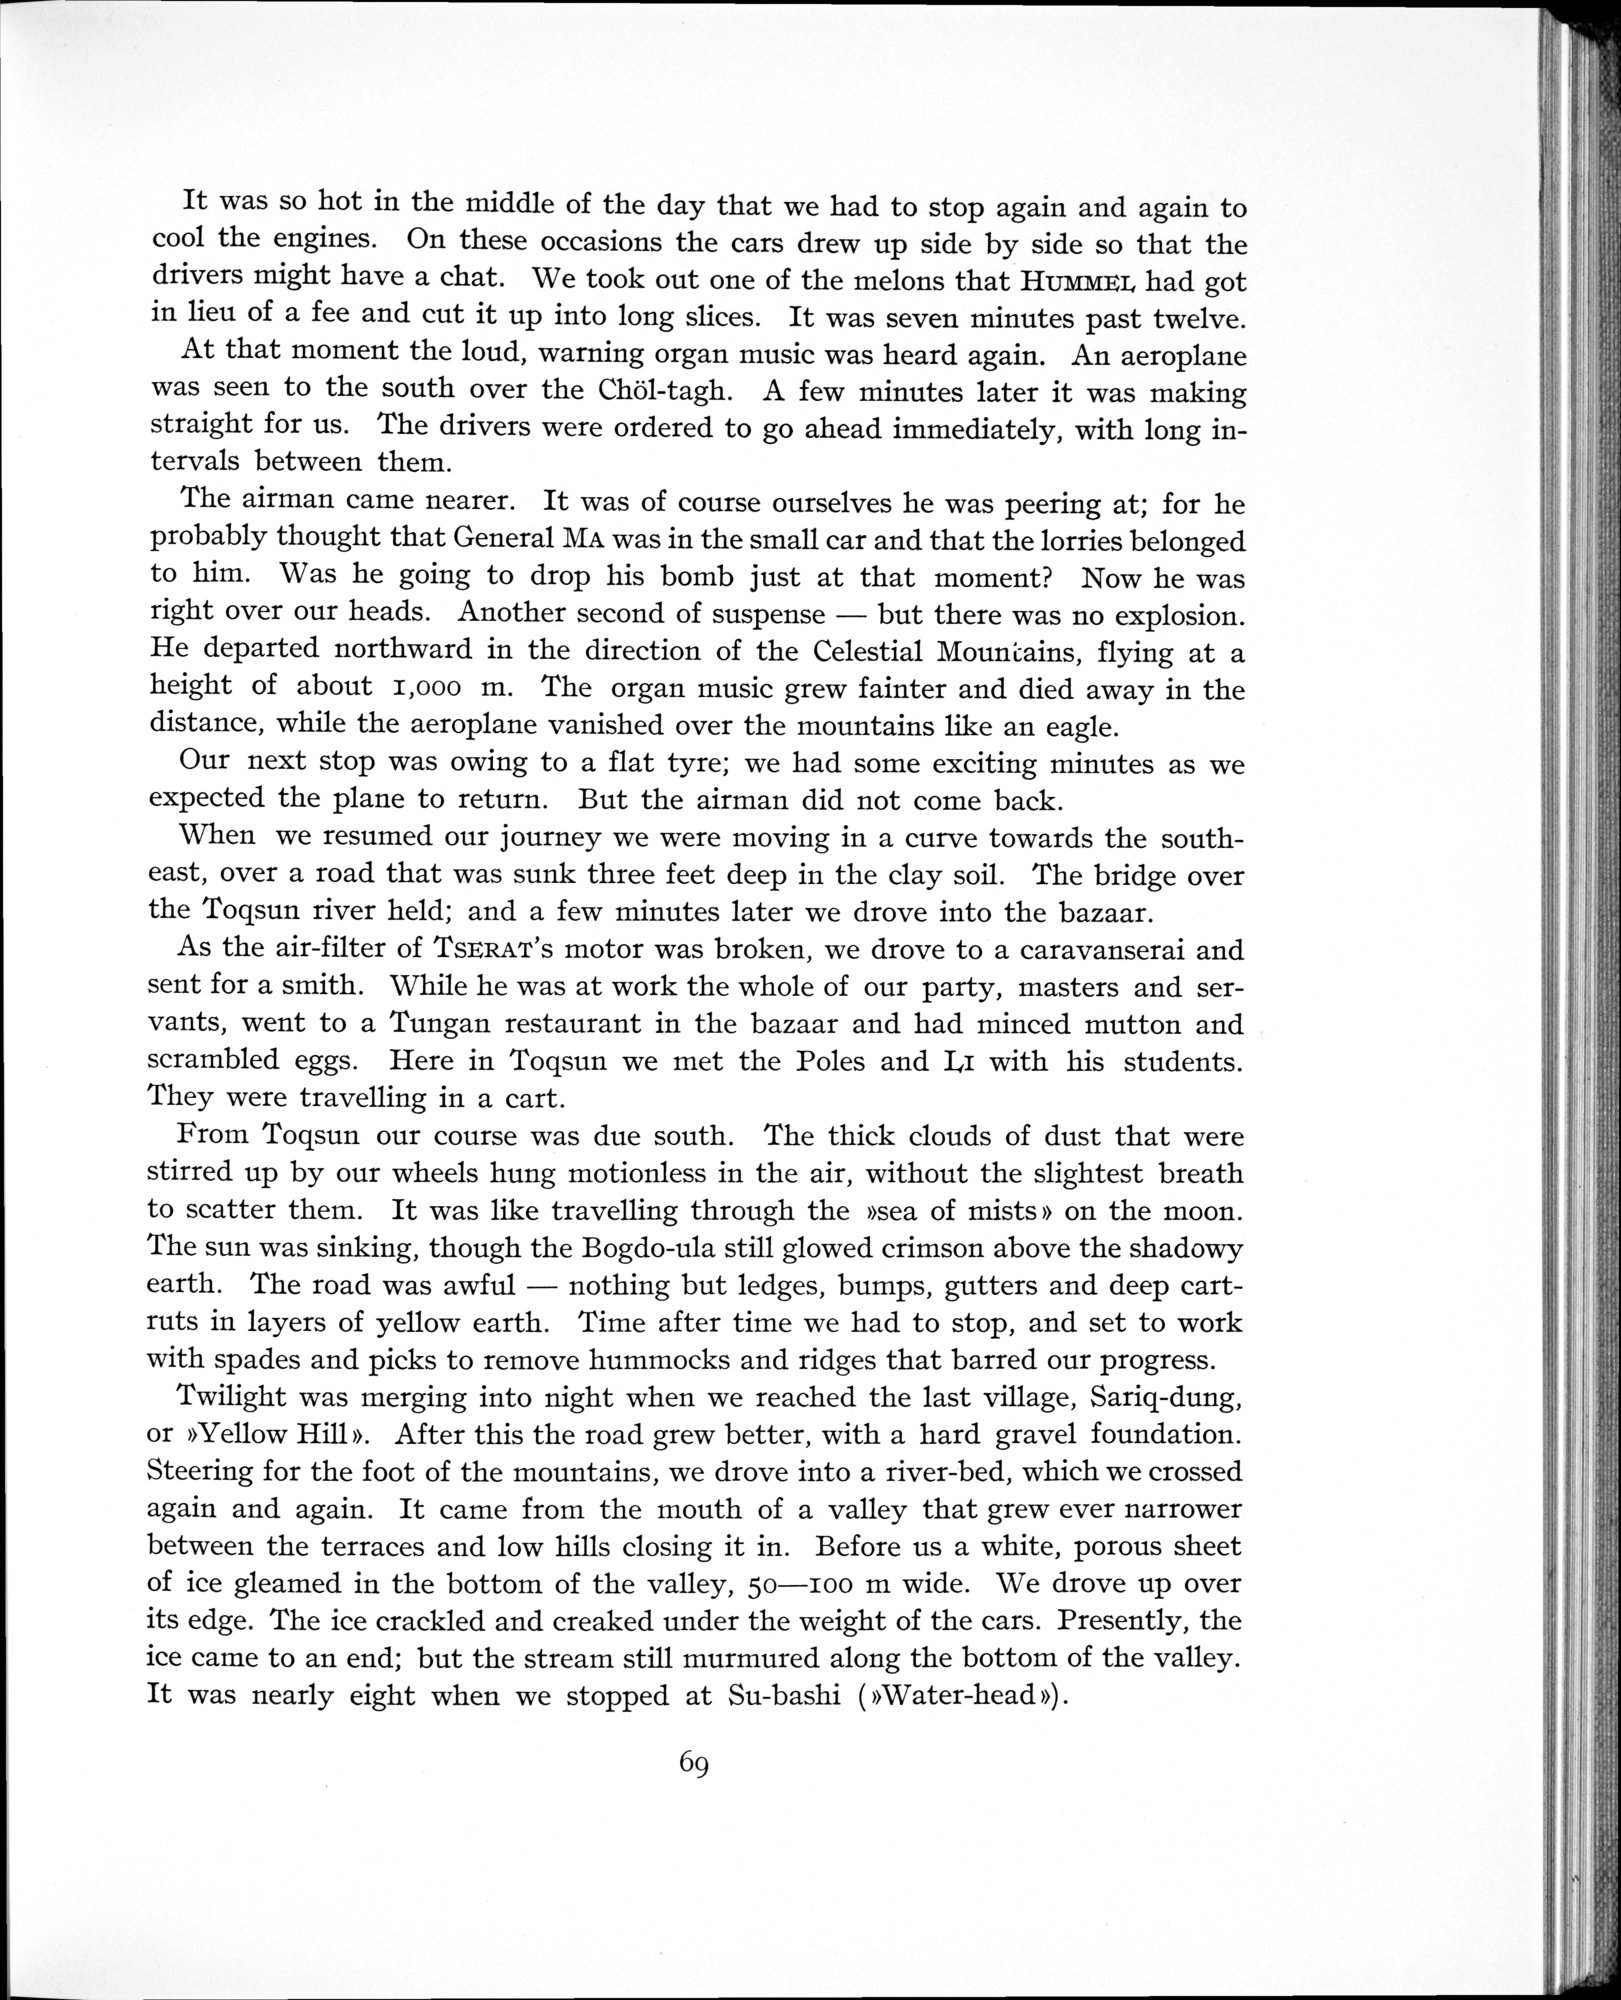 It was so hot in the middle of the day that we had to stop again and again to
cool the engines. On these occasions the cars drew up side by side so that the
drivers might have a chat. We took out one of the melons that HUMMEL had got
in lieu of a fee and cut it up into long slices. It was seven minutes past twelve.
At that moment the loud, warning organ music was heard again. An aeroplane
was seen to the south over the Chöl-tagh. A few minutes later it was making
straight for us. The drivers were ordered to go ahead immediately, with long in-
tervals between them.
The airman came nearer. It was of course ourselves he was peering at; for he
probably thought that General MA was in the small car and that the lorries belonged
to him. Was he going to drop his bomb just at that moment? Now he was
right over our heads. Another second of suspense — but there was no explosion.
He departed northward in the direction of the Celestial Mountains, flying at a
height of about 1,000 m. The organ music grew fainter and died away in the
distance, while the aeroplane vanished over the mountains like an eagle.
Our next stop was owing to a flat tyre; we had some exciting minutes as we
expected the plane to return. But the airman did not come back.
When we resumed our journey we were moving in a curve towards the south-
east, over a road that was sunk three feet deep in the clay soil. The bridge over
the Toqsun river held; and a few minutes later we drove into the bazaar.
As the air-filter of TSERAT's motor was broken, we drove to a caravanserai and
sent for a smith. While he was at work the whole of our party, masters and ser-
vants, went to a Tungan restaurant in the bazaar and had minced mutton and
scrambled eggs. Here in Toqsun we met the Poles and LI with his students.
They were travelling in a cart.
From Toqsun our course was due south. The thick clouds of dust that were
stirred up by our wheels hung motionless in the air, without the slightest breath
to scatter them. It was like travelling through the »sea of mists» on the moon.
The sun was sinking, though the Bogdo-ula still glowed crimson above the shadowy
earth. The road was awful — nothing but ledges, bumps, gutters and deep cart-
ruts in layers of yellow earth. Time after time we had to stop, and set to work
with spades and picks to remove hummocks and ridges that barred our progress.
Twilight was merging into night when we reached the last village, Sariq-dung,
or »Yellow Hill». After this the road grew better, with a hard gravel foundation.
Steering for the foot of the mountains, we drove into a river-bed, which we crossed
again and again. It came from the mouth of a valley that grew ever narrower
between the terraces and low hills closing it in. Before us a white, porous sheet
of ice gleamed in the bottom of the valley, 50—100 m wide. We drove up over
its edge. The ice crackled and creaked under the weight of the cars. Presently, the
ice came to an end; but the stream still murmured along the bottom of the valley.
It was nearly eight when we stopped at Su-bashi (»Water-head»).
69